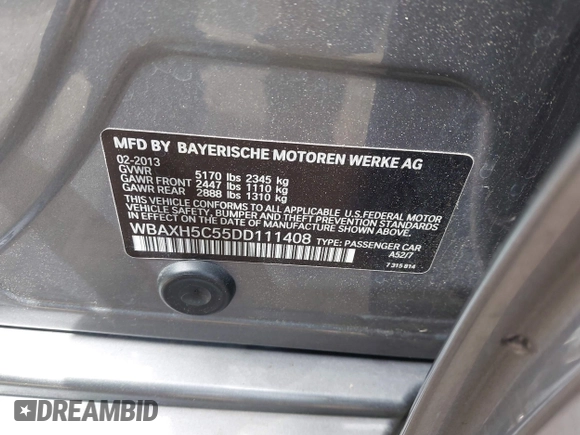 MFD BY BAYERISCHE MOTOREN WERKE AG
02-2013
GVWR 5170 lbs 2345 kg
GAWR FRONT 2447 lbs 1110 kg
GAWR REAR 2888 lbs 1310 kg
THIS VEHICLE CONFORMS TO ALL APPLICABLE U.S.FEDERAL MOTOR
VEHICLE SAFETY, BUMPER AND THEFT PREVENTION STANDARDS
IN EFFECT ON THE DATE OF MANUFACTURE SHOWN ABOVE.
WBAXH5C55DD111408 TYPE: PASSENGER CAR
A52/7
7 315 814
DREAMBID